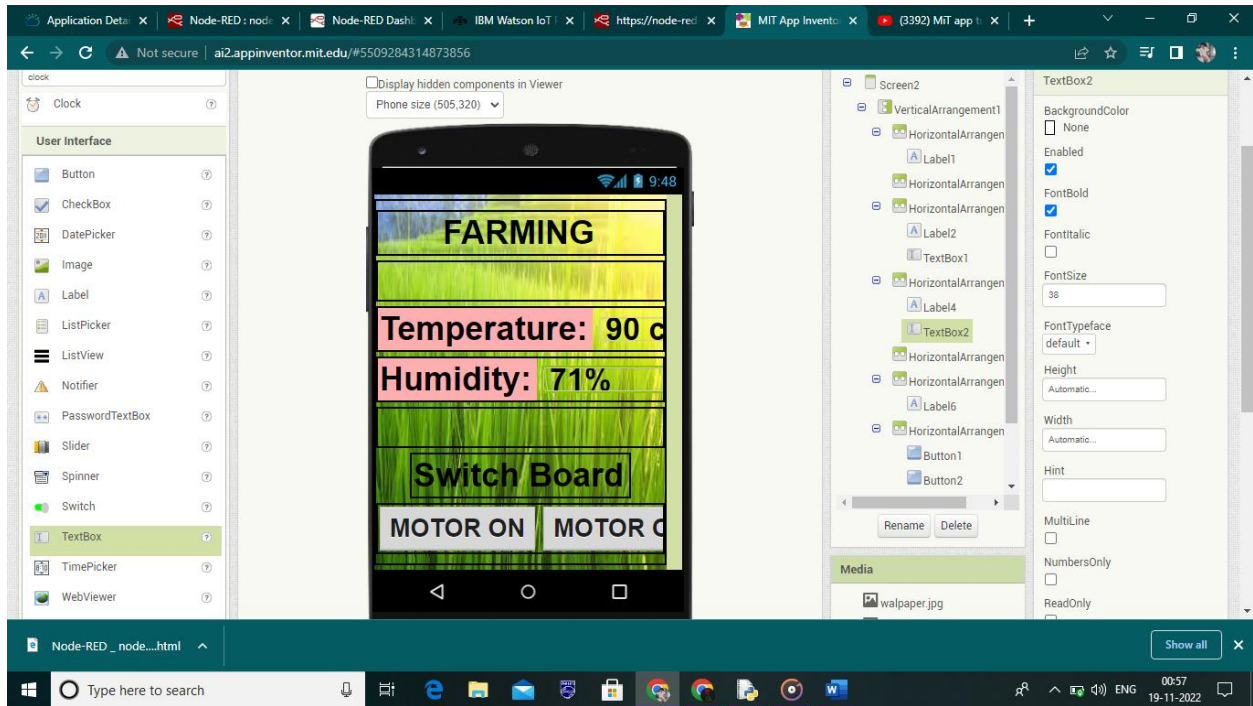 Application Detai
Node-RED : node
Node-RED Dashb
IBM Watson IoT
https://node-red
MIT App Invento
(3392) MiT app t
Not secure
ai2.appinventor.mit.edu/#5509284314873856
clock
Clock
User Interface
Button
CheckBox
DatePicker
Image
Label
ListPicker
ListView
Notifier
PasswordTextBox
Slider
Spinner
Switch
TextBox
TimePicker
WebViewer
Display hidden components in Viewer
Phone size (505,320)
9:48
FARMING
Temperature: 90 c
Humidity: 71%
Switch Board
MOTOR ON MOTOR O
Screen2
VerticalArrangement1
HorizontalArrangen
Label1
HorizontalArrangen
HorizontalArrangen
Label2
TextBox1
HorizontalArrangen
Label4
TextBox2
HorizontalArrangen
HorizontalArrangen
Label6
HorizontalArrangen
Button1
Button2
Rename Delete
Media
walpaper.jpg
TextBox2
BackgroundColor
None
Enabled
FontBold
FontItalic
FontSize
38
FontTypeface
default
Height
Automatic...
Width
Automatic...
Hint
MultiLine
NumbersOnly
ReadOnly
Node-RED _ node....html
Show all
Type here to search
ENG
00:57
19-11-2022